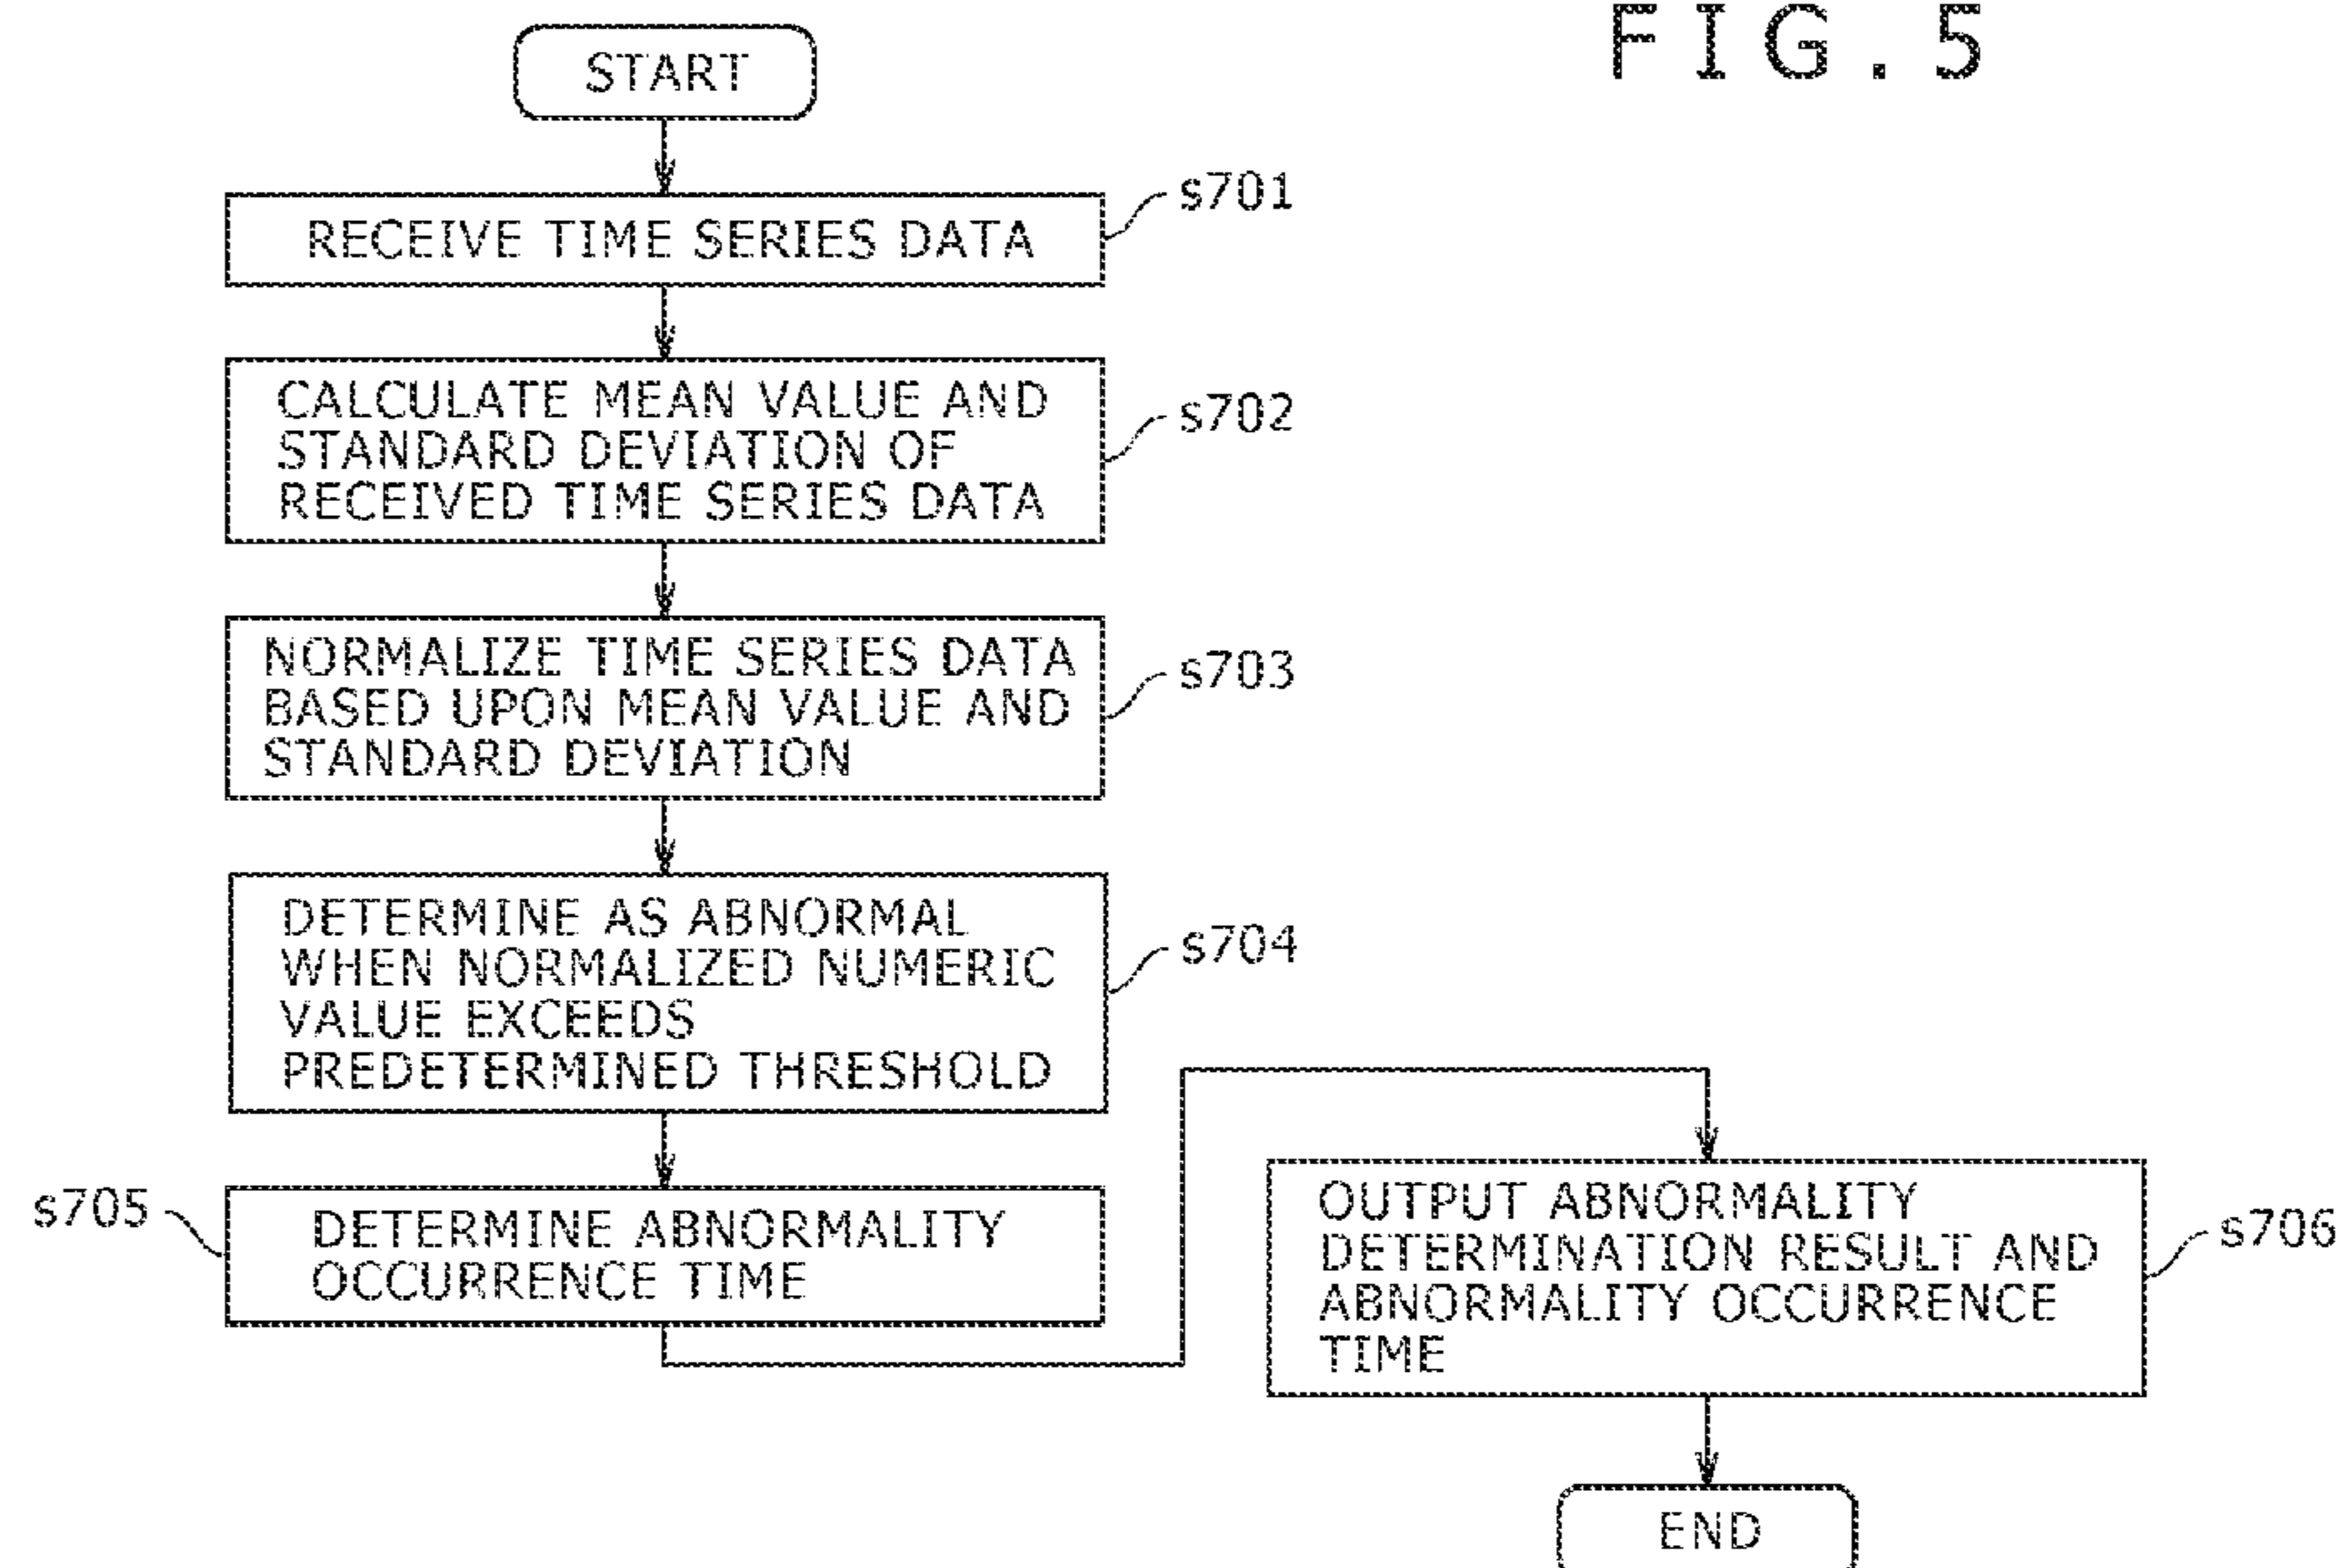 FIG. 5
START
RECEIVE TIME SERIES DATA
s701
CALCULATE MEAN VALUE AND
STANDARD DEVIATION OF
RECEIVED TIME SERIES DATA
s702
NORMALIZE TIME SERIES DATA
BASED UPON MEAN VALUE AND
STANDARD DEVIATION
s703
DETERMINE AS ABNORMAL
WHEN NORMALIZED NUMERIC
VALUE EXCEEDS
PREDETERMINED THRESHOLD
s704
s705
DETERMINE ABNORMALITY
OCCURRENCE TIME
OUTPUT ABNORMALITY
DETERMINATION RESULT AND
ABNORMALITY OCCURRENCE
TIME
s706
END